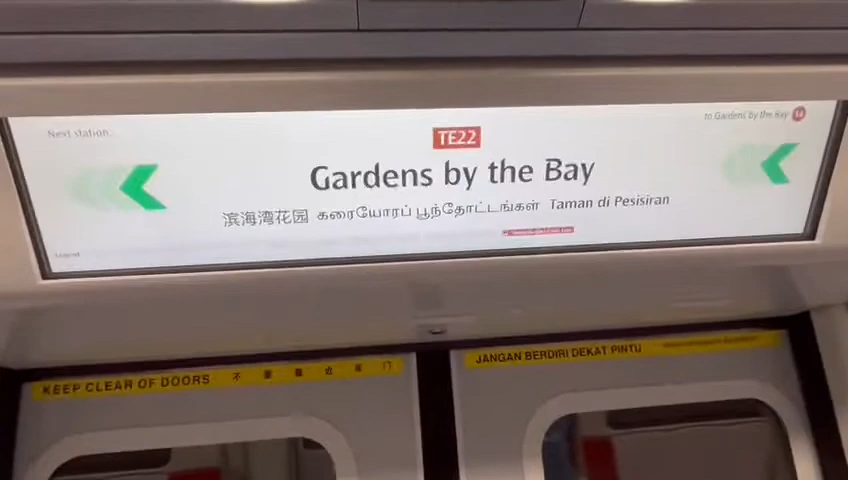 Next station
to Gardens by the Bay
TE22
Gardens by the Bay
滨海湾花园 கரையோரப் பூந்தோட்டங்கள் Taman di Pesisiran
KEEP CLEAR OF DOORS 不要靠近车门
JANGAN BERDIRI DEKAT PINTU